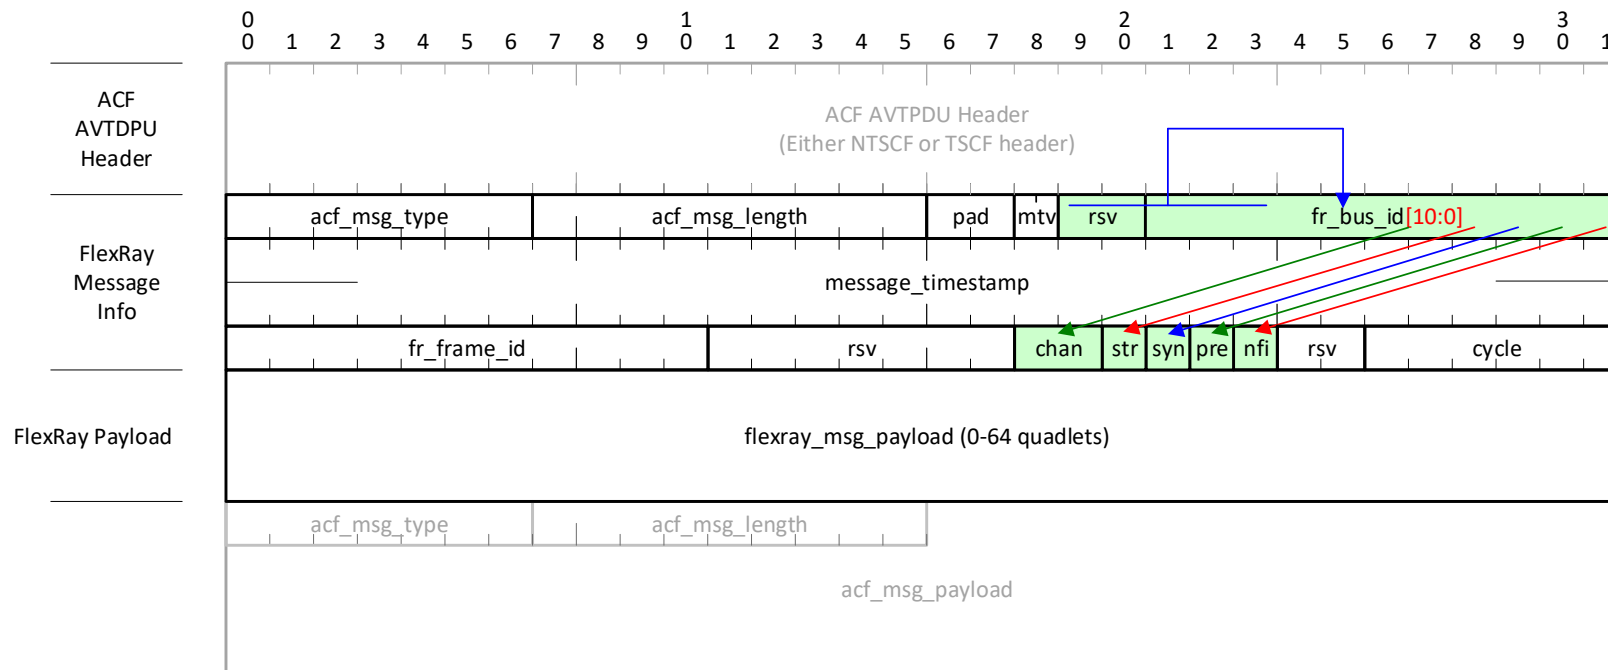 0 1 2 3
0 1 2 3 4 5 6 7 8 9 0 1 2 3 4 5 6 7 8 9 0 1 2 3 4 5 6 7 8 9 0 1
ACF
AVTDPU
Header
ACF AVTPDU Header
(Either NTSCF or TSCF header)
acf_msg_type acf_msg_length pad mtv rsv fr_bus_id[10:0]
FlexRay
Message
Info
message_timestamp
fr_frame_id rsv chan str syn pre nfi rsv cycle
FlexRay Payload flexray_msg_payload (0-64 quadlets)
acf_msg_type acf_msg_length
acf_msg_payload